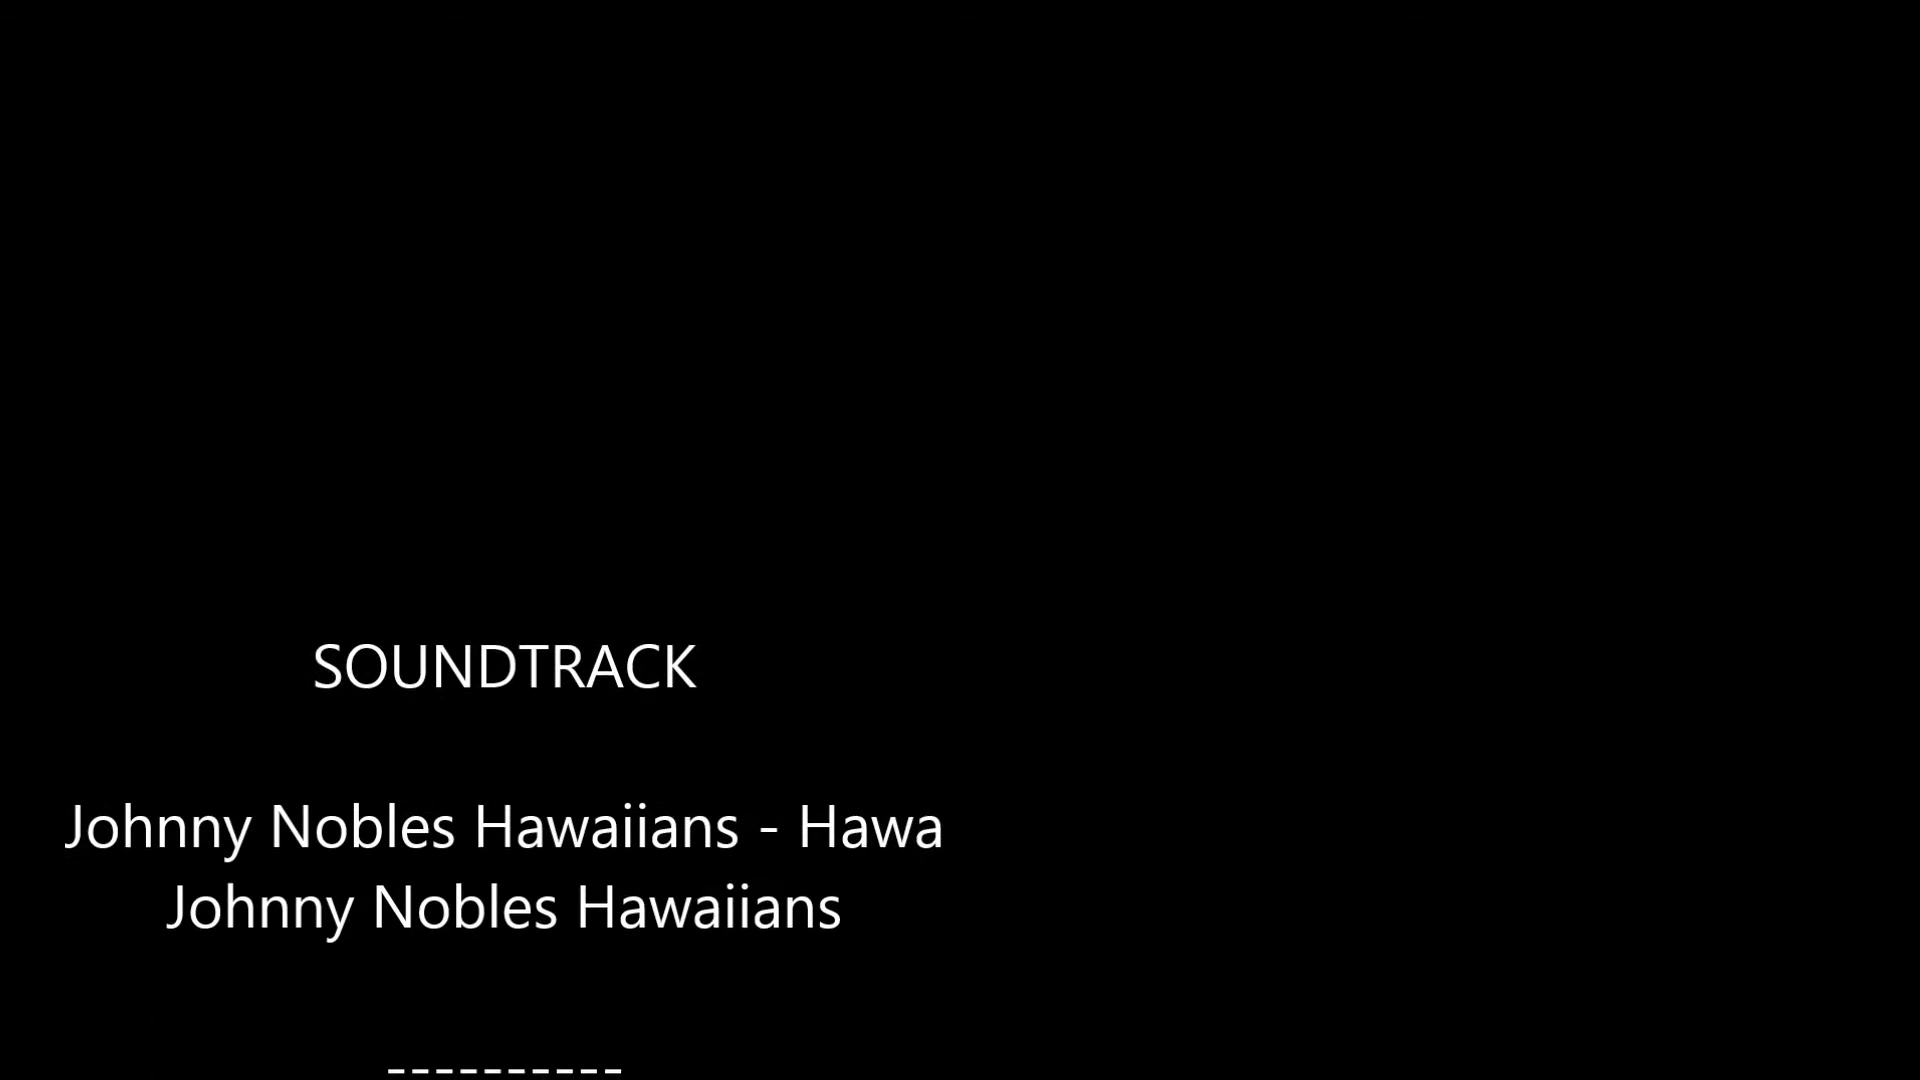 SOUNDTRACK
Johnny Nobles Hawaiians - Hawa
Johnny Nobles Hawaiians
----------